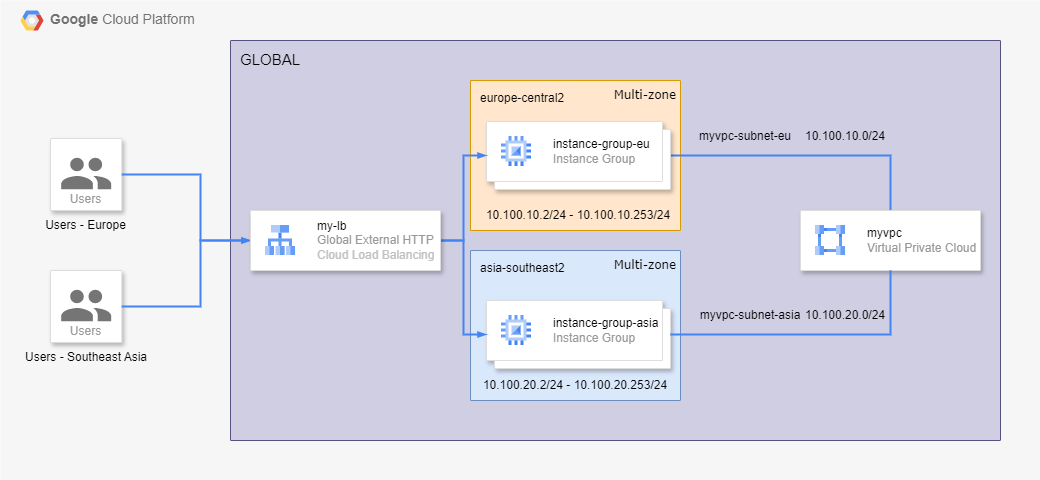 Google Cloud Platform
GLOBAL
europe-central2
Multi-zone
instance-group-eu
Instance Group
10.100.10.2/24 - 10.100.10.253/24
myvpc-subnet-eu
10.100.10.0/24
Users
Users - Europe
my-lb
Global External HTTP
Cloud Load Balancing
myvpc
Virtual Private Cloud
asia-southeast2
Multi-zone
instance-group-asia
Instance Group
10.100.20.2/24 - 10.100.20.253/24
myvpc-subnet-asia
10.100.20.0/24
Users
Users - Southeast Asia